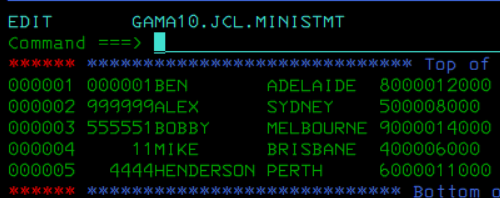 EDIT       GAMA10.JCL.MINISTMT
Command ===>
****** ***************************** Top of
000001 000001BEN       ADELAIDE  8000012000
000002 999999ALEX      SYDNEY    500008000
000003 555551BOBBY     MELBOURNE 9000014000
000004     11MIKE      BRISBANE  400006000
000005   4444HENDERSON PERTH     6000011000
****** **************************** Bottom o